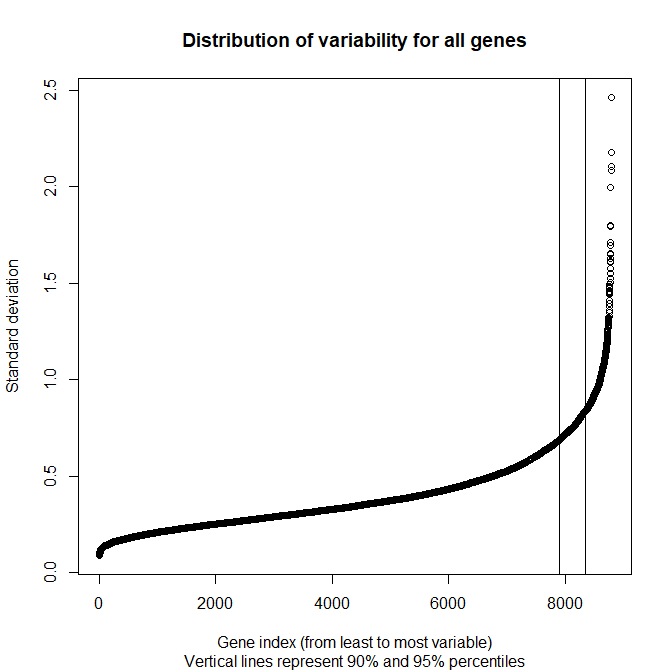 Distribution of variability for all genes
Standard deviation
2.5
2.0
1.5
1.0
0.5
0.0
0 2000 4000 6000 8000
Gene index (from least to most variable)
Vertical lines represent 90% and 95% percentiles